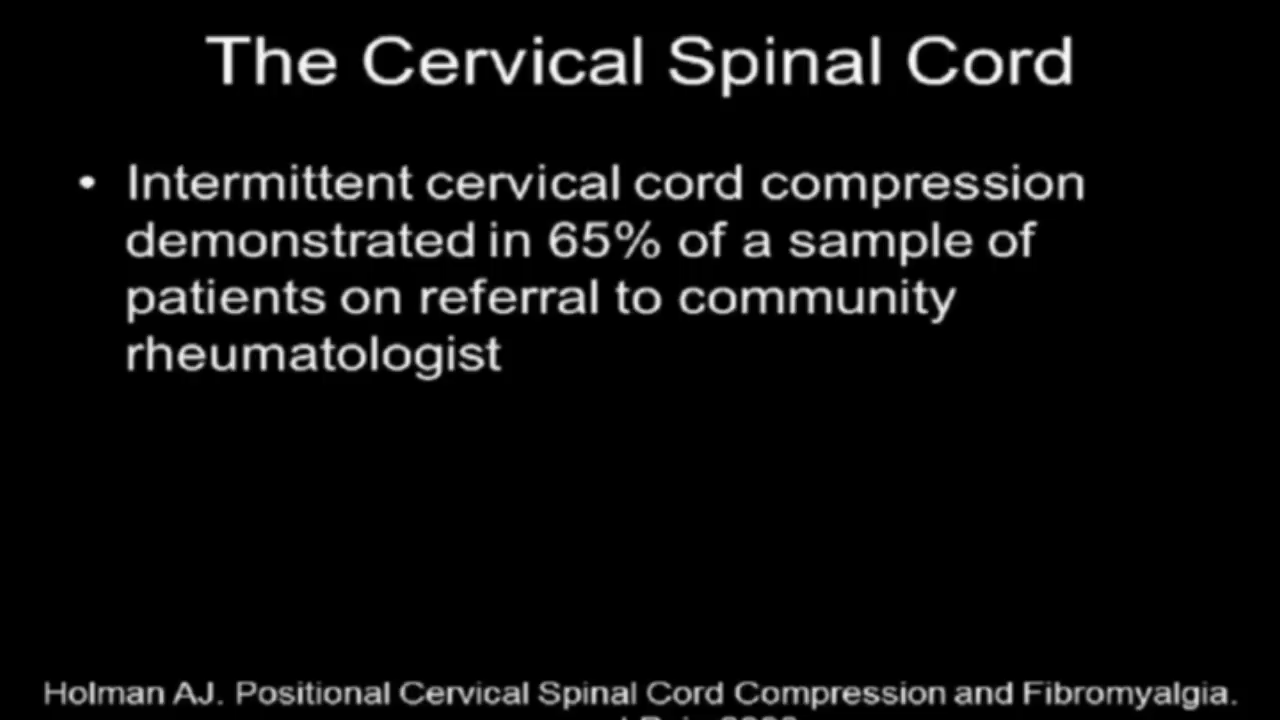 The Cervical Spinal Cord
• Intermittent cervical cord compression
demonstrated in 65% of a sample of
patients on referral to community
rheumatologist
Holman AJ. Positional Cervical Spinal Cord Compression and Fibromyalgia.